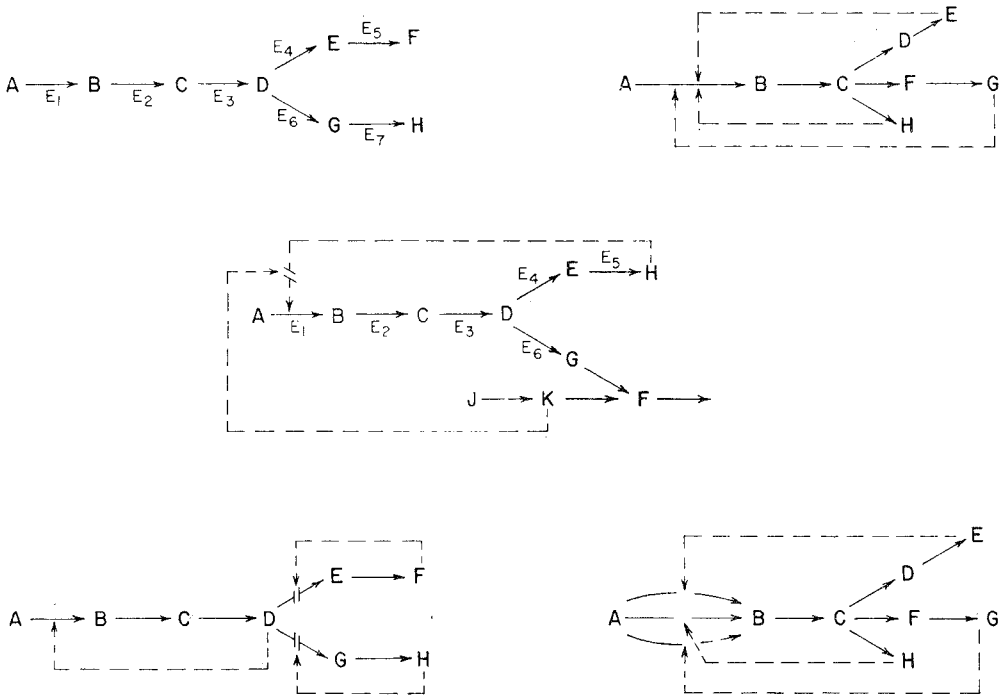 A E₁ B E₂ C E₃ D E₄ E E₅ F
E₆ G E₇ H
A B C D E
F G
H
A E₁ B E₂ C E₃ D E₄ E E₅ H
E₆ G
J K F
A B C D E F
G H
A B C D E
F G
H